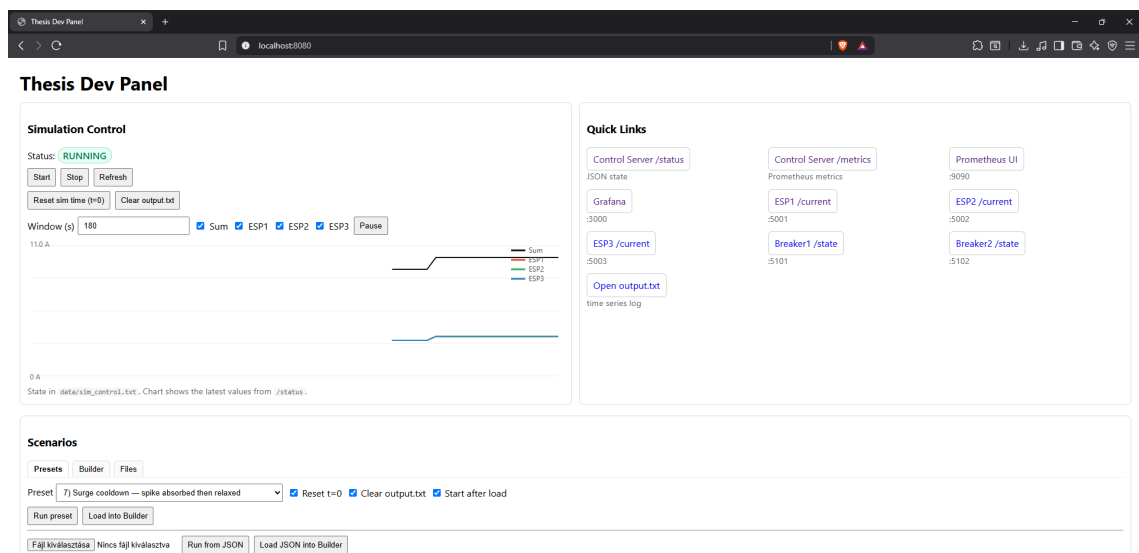 Thesis Dev Panel
localhost:8080
Thesis Dev Panel
Simulation Control
Status: RUNNING
Start Stop Refresh
Reset sim time (t=0) Clear output.txt
Window (s) 180 Sum ESP1 ESP2 ESP3 Pause
11.0 A
Sum
ESP1
ESP2
ESP3
0 A
State in data/sim_control.txt. Chart shows the latest values from /status.
Quick Links
Control Server /status Control Server /metrics Prometheus UI
JSON state Prometheus metrics :9090
Grafana ESP1 /current ESP2 /current
:3000 :5001 :5002
ESP3 /current Breaker1 /state Breaker2 /state
:5003 :5101 :5102
Open output.txt
time series log
Scenarios
Presets Builder Files
Preset 7) Surge cooldown — spike absorbed then relaxed Reset t=0 Clear output.txt Start after load
Run preset Load into Builder
Fájl kiválasztása Nincs fájl kiválasztva Run from JSON Load JSON into Builder